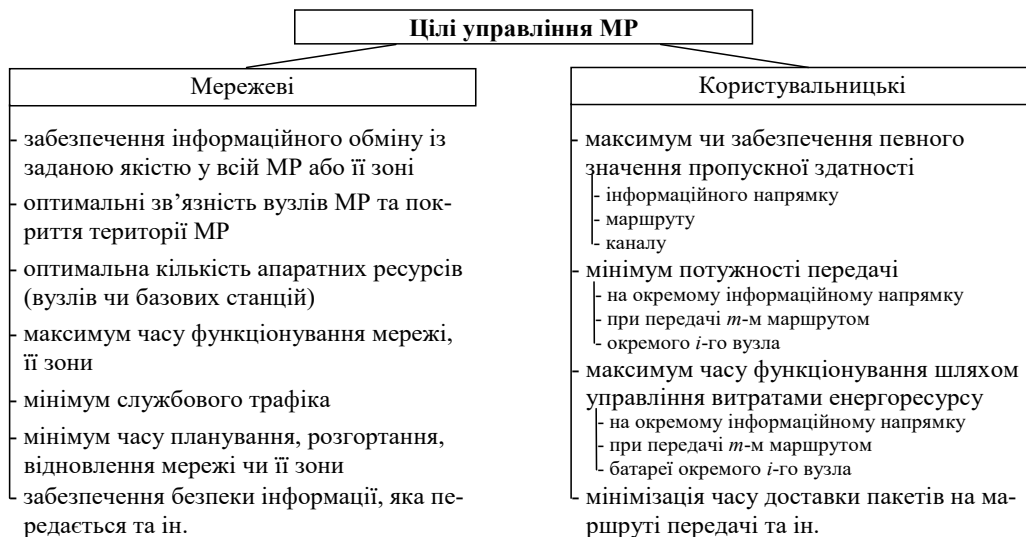 Цілі управління МР
Мережеві
- забезпечення інформаційного обміну із
заданою якістю у всій МР або її зоні
- оптимальні зв’язність вузлів МР та пок-
риття території МР
- оптимальна кількість апаратних ресурсів
(вузлів чи базових станцій)
- максимум часу функціонування мережі,
її зони
- мінімум службового трафіка
- мінімум часу планування, розгортання,
відновлення мережі чи її зони
- забезпечення безпеки інформації, яка пе-
редається та ін.
Користувальницькі
- максимум чи забезпечення певного
значення пропускної здатності
- інформаційного напрямку
- маршруту
- каналу
- мінімум потужності передачі
- на окремому інформаційному напрямку
- при передачі m-м маршрутом
- окремого i-го вузла
- максимум часу функціонування шляхом
управління витратами енергоресурсу
- на окремому інформаційному напрямку
- при передачі m-м маршрутом
- батареї окремого i-го вузла
- мінімізація часу доставки пакетів на ма-
ршруті передачі та ін.